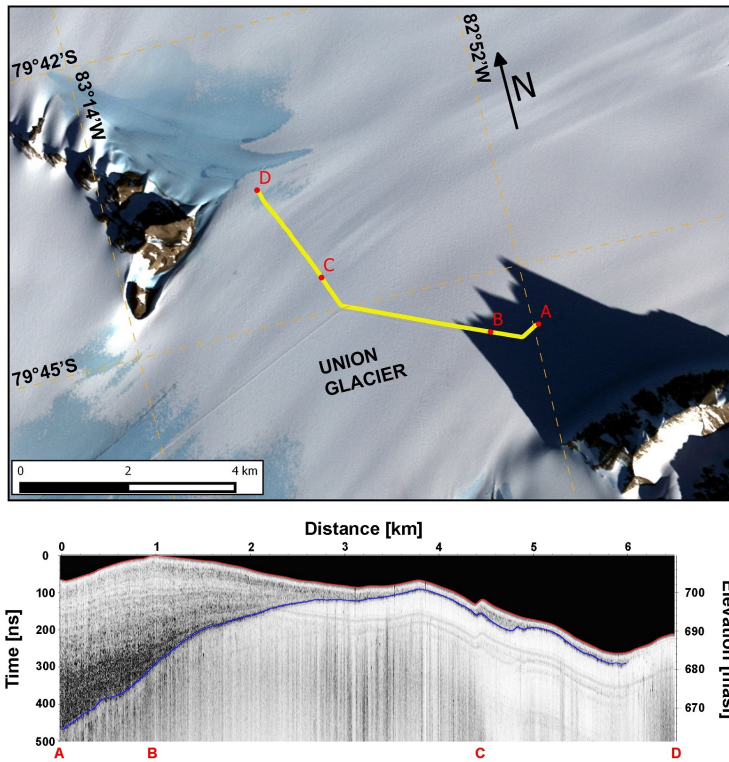 79°42'S
83°14'W
82°52'W
N
D
C
B
A
79°45'S
UNION
GLACIER
0 2 4 km
Distance [km]
0 1 2 3 4 5 6
Time [ns]
0
100
200
300
400
500
700
690
680
670
Elevation [masl]
A B C D